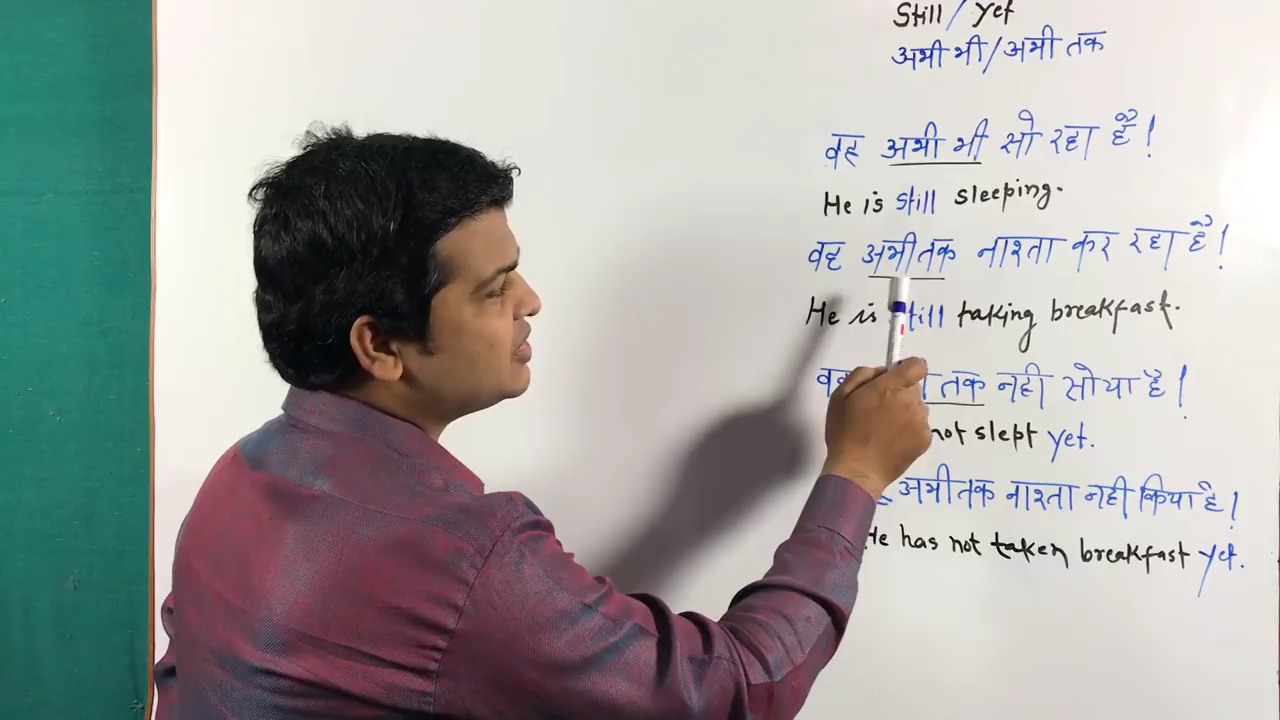 Still / Yet
अभी भी / अभी तक
वह अभी भी सो रहा है !
He is still sleeping.
वह अभीतक नाश्ता कर रहा है !
He is still taking breakfast.
तक नही सोया है !
not slept yet.
अभीतक नाश्ता नही किया है !
He has not taken breakfast yet.